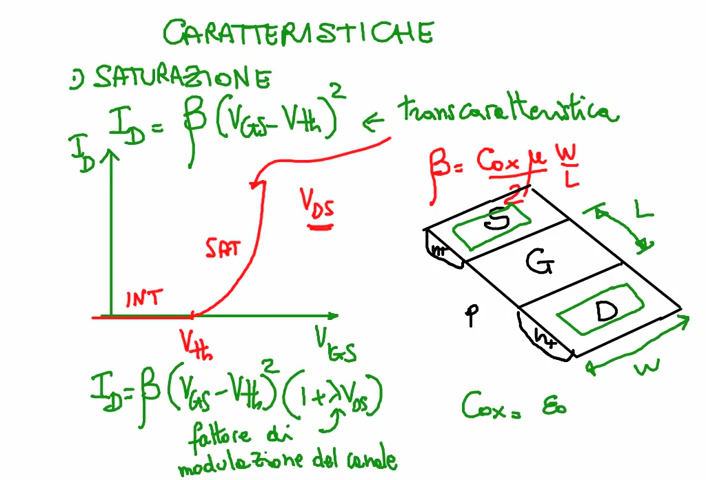 CARATTERISTICHE
1) SATURAZIONE
I_D = β (V_GS - V_th)² ← transcaratteristica
I_D
β = Cox μ / 2 W / L
V_DS
SAT
INT
V_th
V_GS
S
G
D
n+
n+
p
L
W
I_D = β (V_GS - V_th)² (1 + λ V_DS)
fattore di
modulazione del canale
Cox = ε₀